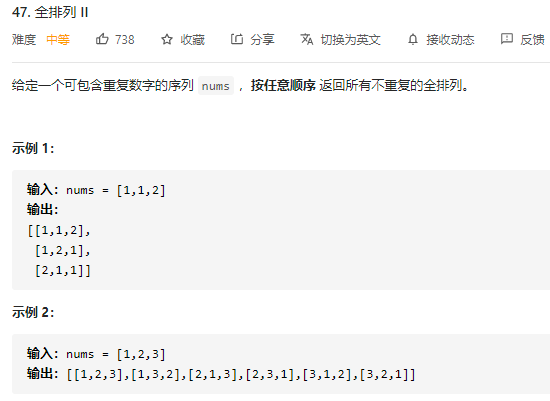 47. 全排列 II
难度 中等 738 收藏 分享 切换为英文 接收动态 反馈
给定一个可包含重复数字的序列 nums ，按任意顺序 返回所有不重复的全排列。
示例 1：
输入：nums = [1,1,2]
输出：
[[1,1,2],
[1,2,1],
[2,1,1]]
示例 2：
输入：nums = [1,2,3]
输出：[[1,2,3],[1,3,2],[2,1,3],[2,3,1],[3,1,2],[3,2,1]]